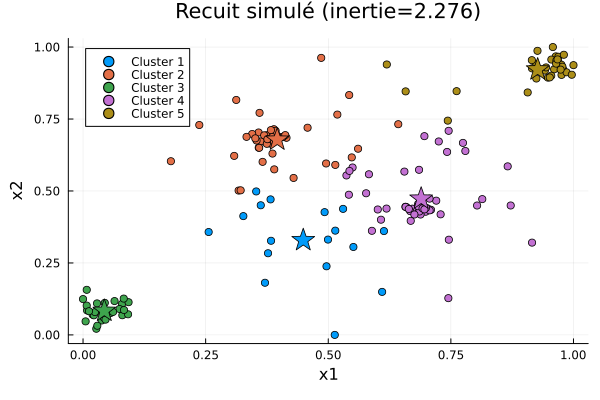 Recuit simulé (inertie=2.276)
1.00
0.75
0.50
0.25
0.00
x2
Cluster 1
Cluster 2
Cluster 3
Cluster 4
Cluster 5
0.00 0.25 0.50 0.75 1.00
x1